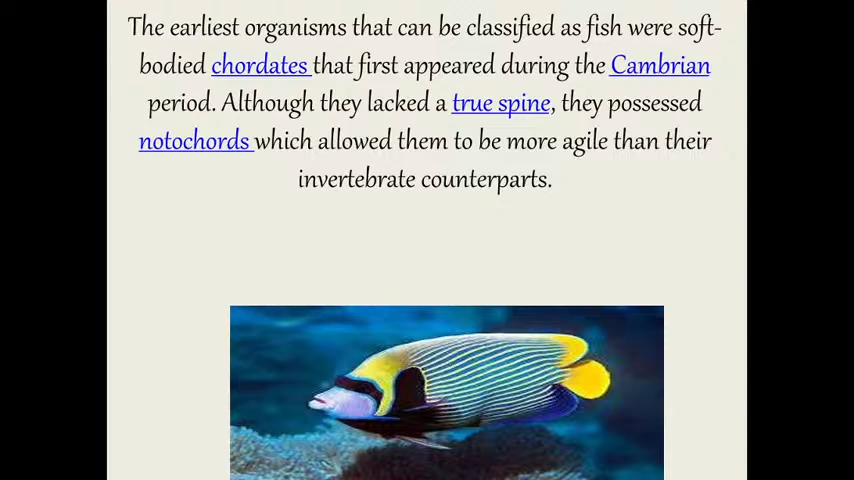 The earliest organisms that can be classified as fish were soft-
bodied chordates that first appeared during the Cambrian
period. Although they lacked a true spine, they possessed
notochords which allowed them to be more agile than their
invertebrate counterparts.